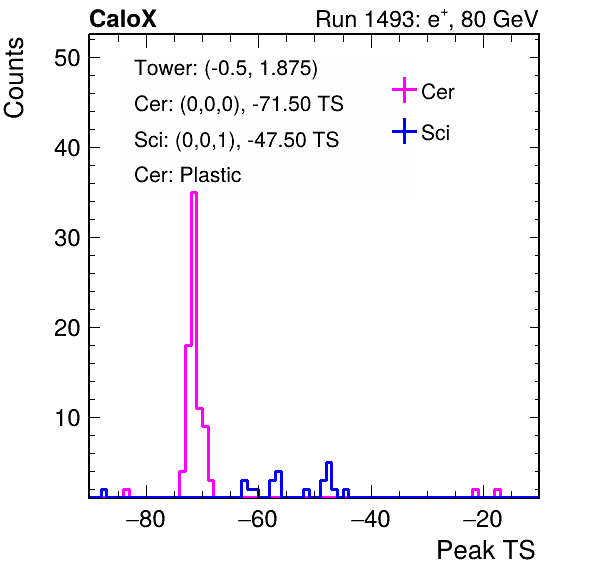 CaloX Run 1493: e⁺, 80 GeV
Counts
Tower: (-0.5, 1.875)
Cer: (0,0,0), -71.50 TS
Sci: (0,0,1), -47.50 TS
Cer: Plastic
Cer
Sci
50
40
30
20
10
−80 −60 −40 −20
Peak TS